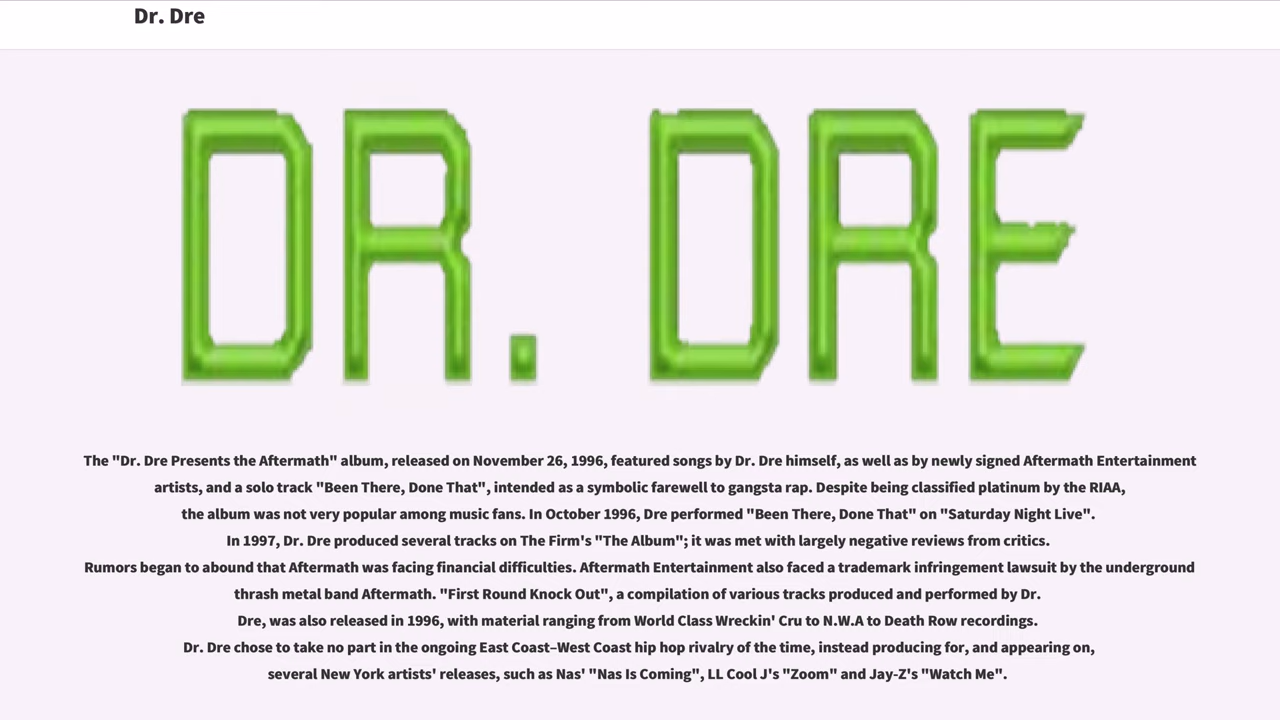 Dr. Dre
DR. DRE
The "Dr. Dre Presents the Aftermath" album, released on November 26, 1996, featured songs by Dr. Dre himself, as well as by newly signed Aftermath Entertainment
artists, and a solo track "Been There, Done That", intended as a symbolic farewell to gangsta rap. Despite being classified platinum by the RIAA,
the album was not very popular among music fans. In October 1996, Dre performed "Been There, Done That" on "Saturday Night Live".
In 1997, Dr. Dre produced several tracks on The Firm's "The Album"; it was met with largely negative reviews from critics.
Rumors began to abound that Aftermath was facing financial difficulties. Aftermath Entertainment also faced a trademark infringement lawsuit by the underground
thrash metal band Aftermath. "First Round Knock Out", a compilation of various tracks produced and performed by Dr.
Dre, was also released in 1996, with material ranging from World Class Wreckin' Cru to N.W.A to Death Row recordings.
Dr. Dre chose to take no part in the ongoing East Coast–West Coast hip hop rivalry of the time, instead producing for, and appearing on,
several New York artists' releases, such as Nas' "Nas Is Coming", LL Cool J's "Zoom" and Jay-Z's "Watch Me".